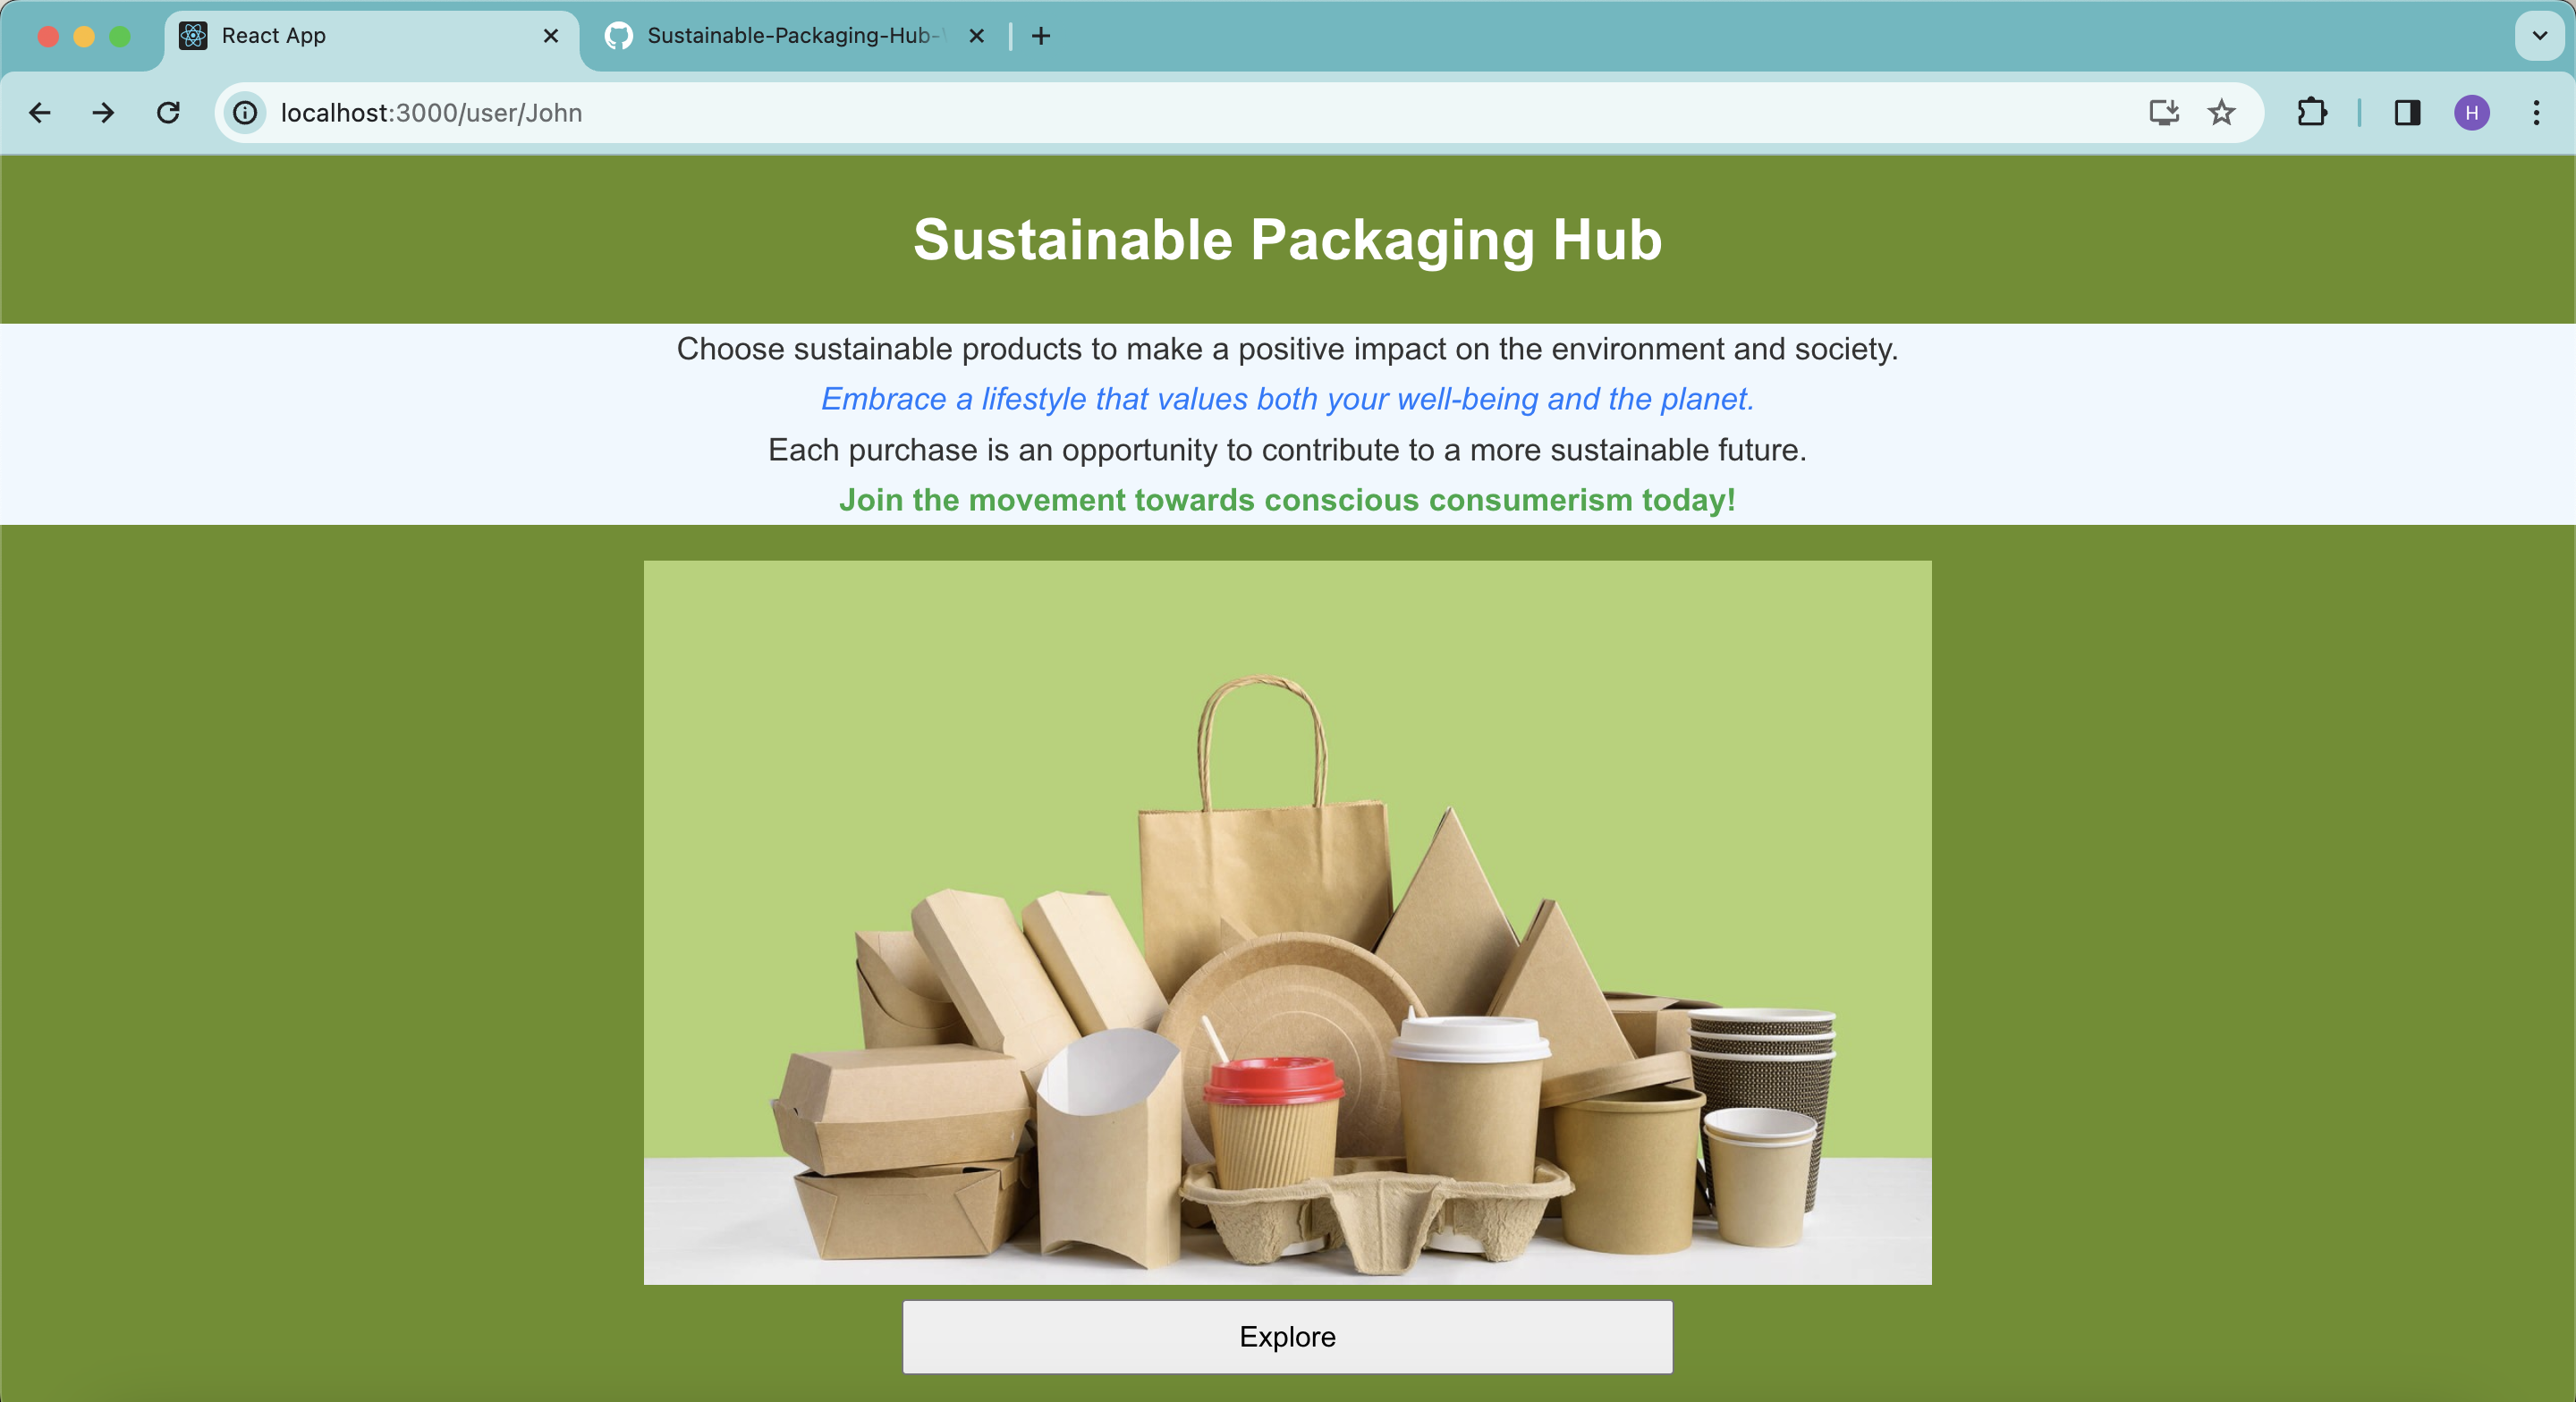 React App
Sustainable-Packaging-Hub-
localhost:3000/user/John
H
Sustainable Packaging Hub
Choose sustainable products to make a positive impact on the environment and society.
Embrace a lifestyle that values both your well-being and the planet.
Each purchase is an opportunity to contribute to a more sustainable future.
Join the movement towards conscious consumerism today!
Explore